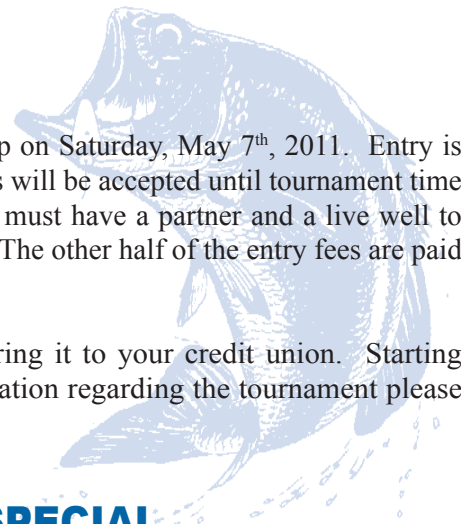 p on Saturday, May 7th, 2011. Entry is
s will be accepted until tournament time
must have a partner and a live well to
The other half of the entry fees are paid
ring it to your credit union. Starting
ation regarding the tournament please
SPECIAL